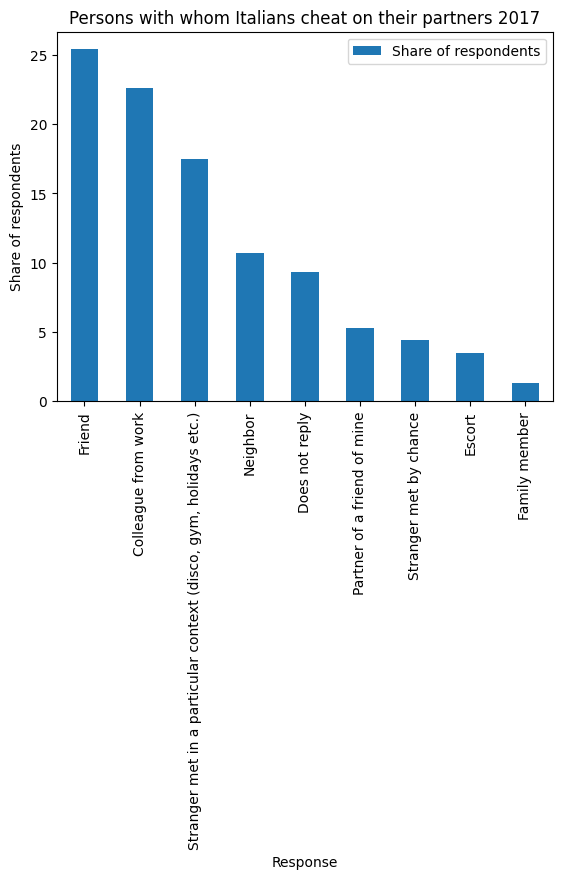 Persons with whom Italians cheat on their partners 2017
Share of respondents
Share of respondents
25
20
15
10
5
0
Friend
Colleague from work
Stranger met in a particular context (disco, gym, holidays etc.)
Neighbor
Does not reply
Partner of a friend of mine
Stranger met by chance
Escort
Family member
Response